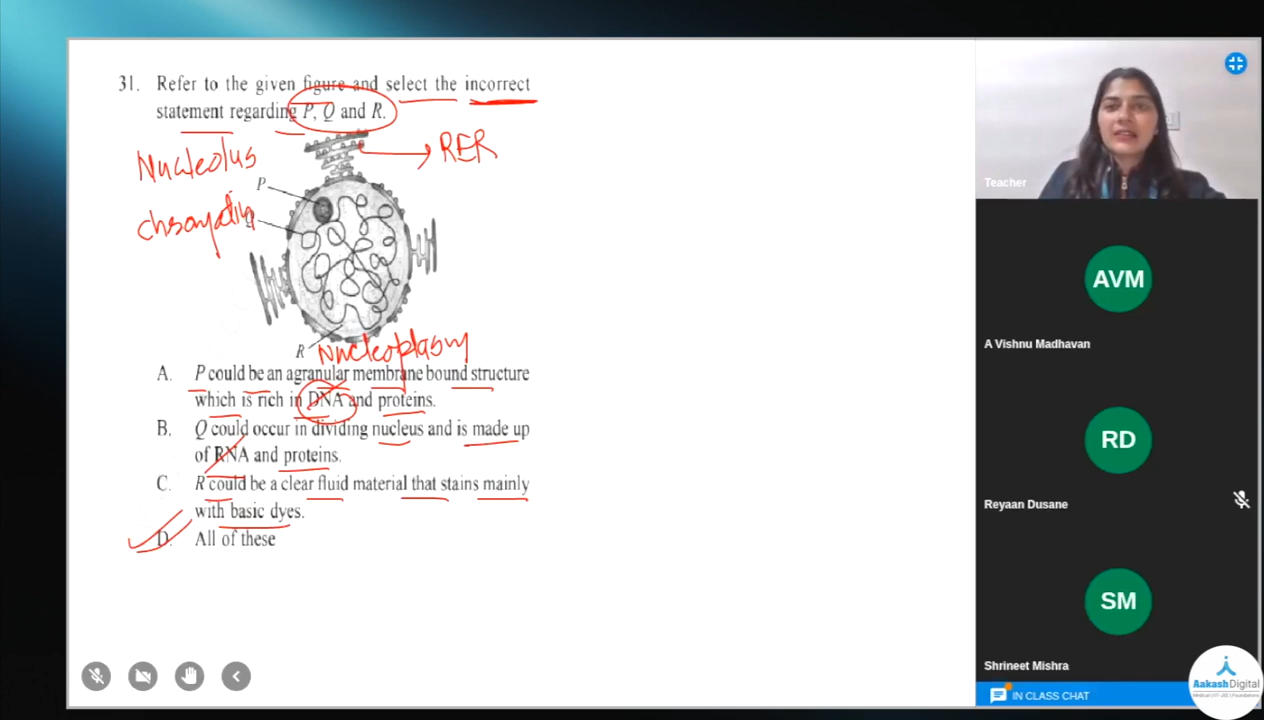 31. Refer to the given figure and select the incorrect
statement regarding P, Q and R.
Nucleolus
RER
P
chromatin
R
Nucleoplasm
A. P could be an agranular membrane bound structure
which is rich in DNA and proteins.
B. Q could occur in dividing nucleus and is made up
of RNA and proteins.
C. R could be a clear fluid material that stains mainly
with basic dyes.
D. All of these
Teacher
AVM
A Vishnu Madhavan
RD
Reyaan Dusane
SM
Shrineet Mishra
IN CLASS CHAT
AakashDigital